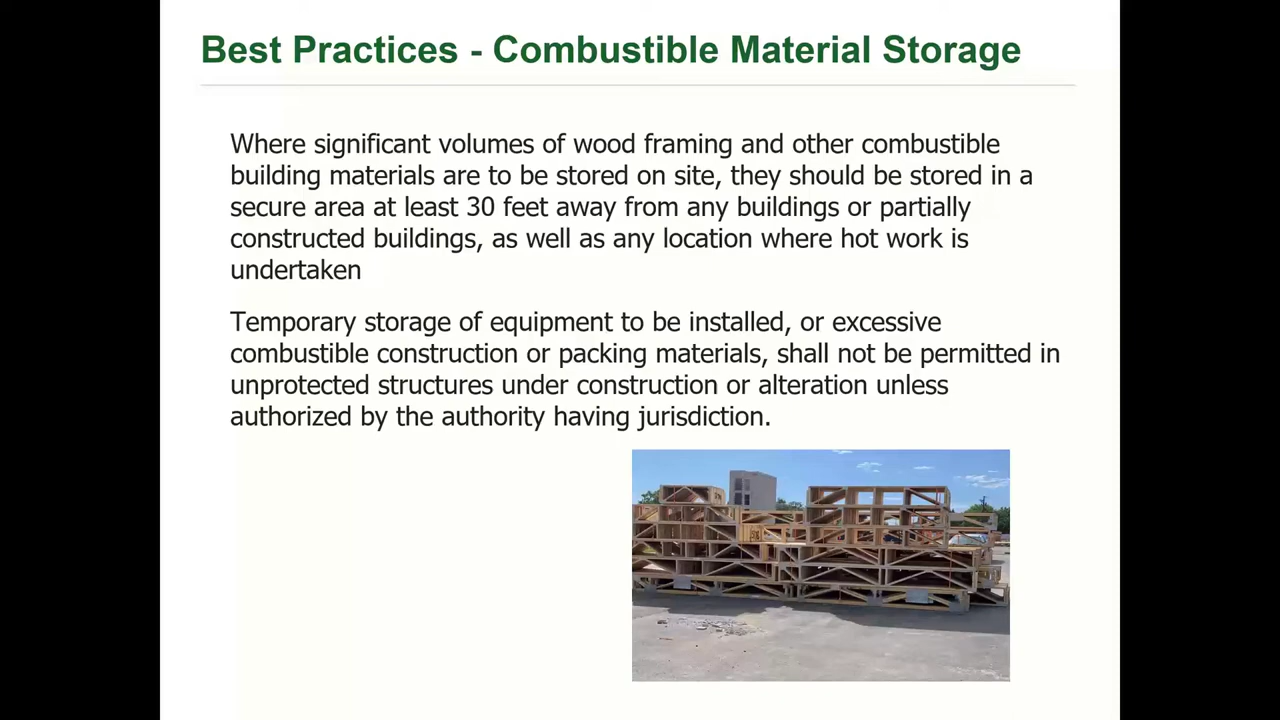 Best Practices - Combustible Material Storage
Where significant volumes of wood framing and other combustible
building materials are to be stored on site, they should be stored in a
secure area at least 30 feet away from any buildings or partially
constructed buildings, as well as any location where hot work is
undertaken
Temporary storage of equipment to be installed, or excessive
combustible construction or packing materials, shall not be permitted in
unprotected structures under construction or alteration unless
authorized by the authority having jurisdiction.